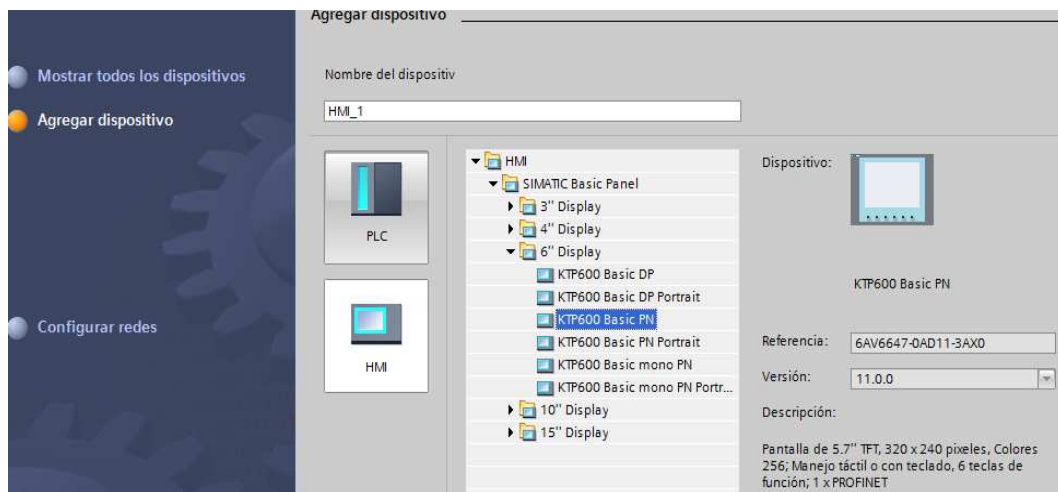 Agregar dispositivo
Mostrar todos los dispositivos
Agregar dispositivo
Configurar redes
Nombre del dispositiv
HMI_1
PLC
HMI
HMI
SIMATIC Basic Panel
3'' Display
4'' Display
6'' Display
KTP600 Basic DP
KTP600 Basic DP Portrait
KTP600 Basic PN
KTP600 Basic PN Portrait
KTP600 Basic mono PN
KTP600 Basic mono PN Portr...
10'' Display
15'' Display
Dispositivo:
KTP600 Basic PN
Referencia:
6AV6647-0AD11-3AX0
Versión:
11.0.0
Descripción:
Pantalla de 5.7'' TFT, 320 x 240 pixeles, Colores
256; Manejo táctil o con teclado, 6 teclas de
función; 1 x PROFINET